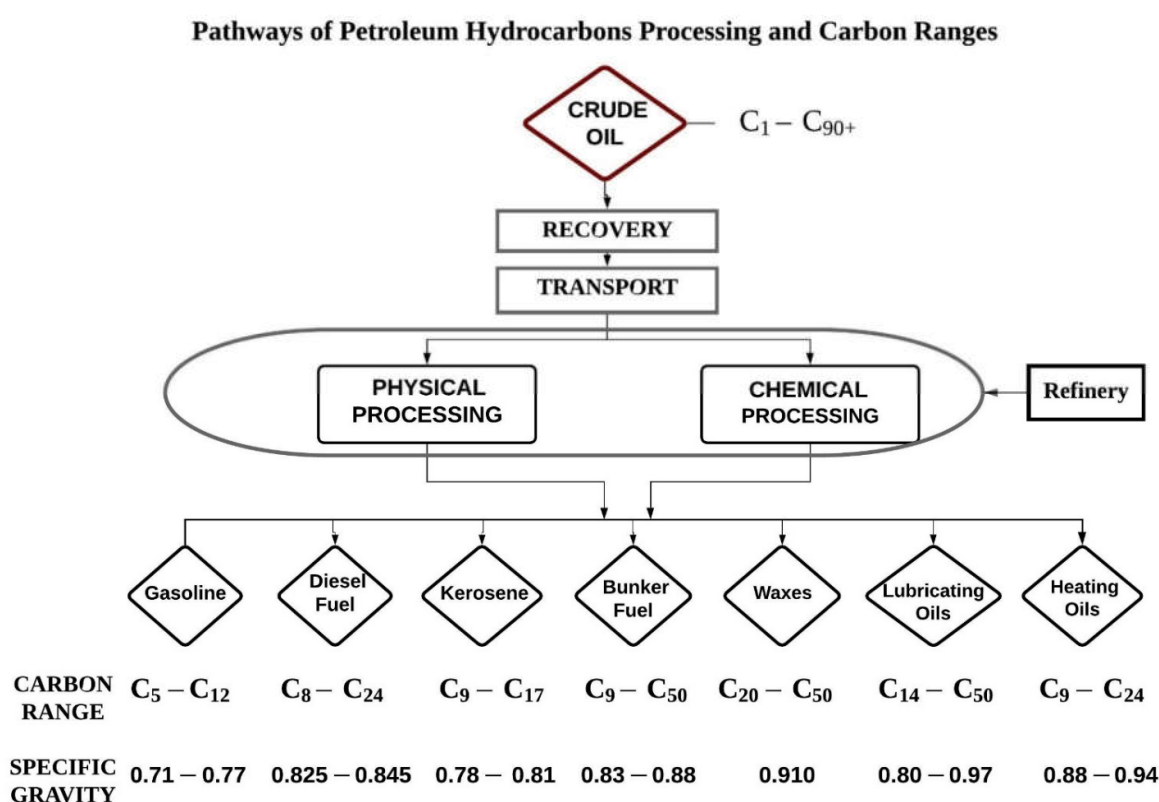 Pathways of Petroleum Hydrocarbons Processing and Carbon Ranges
CRUDE
OIL
C₁ – C₉₀₊
RECOVERY
TRANSPORT
PHYSICAL
PROCESSING
CHEMICAL
PROCESSING
Refinery
Gasoline
Diesel
Fuel
Kerosene
Bunker
Fuel
Waxes
Lubricating
Oils
Heating
Oils
CARBON
RANGE
C₅ – C₁₂
C₈ – C₂₄
C₉ – C₁₇
C₉ – C₅₀
C₂₀ – C₅₀
C₁₄ – C₅₀
C₉ – C₂₄
SPECIFIC
GRAVITY
0.71 – 0.77
0.825 – 0.845
0.78 – 0.81
0.83 – 0.88
0.910
0.80 – 0.97
0.88 – 0.94